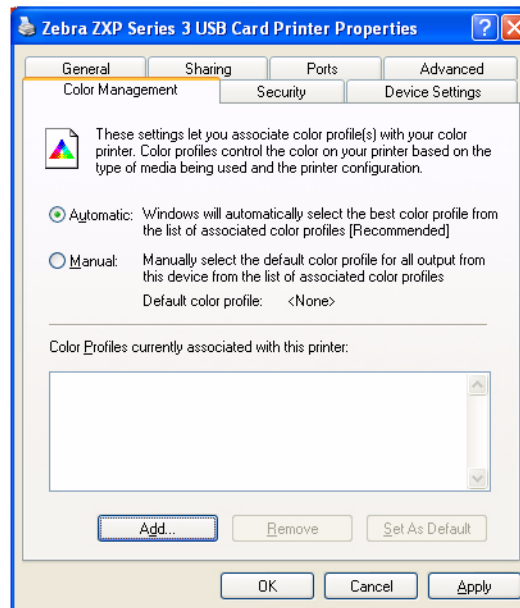 Zebra ZXP Series 3 USB Card Printer Properties
General Sharing Ports Advanced
Color Management Security Device Settings
These settings let you associate color profile(s) with your color
printer. Color profiles control the color on your printer based on the
type of media being used and the printer configuration.
Automatic: Windows will automatically select the best color profile from
the list of associated color profiles [Recommended]
Manual: Manually select the default color profile for all output from
this device from the list of associated color profiles
Default color profile: <None>
Color Profiles currently associated with this printer:
Add... Remove Set As Default
OK Cancel Apply